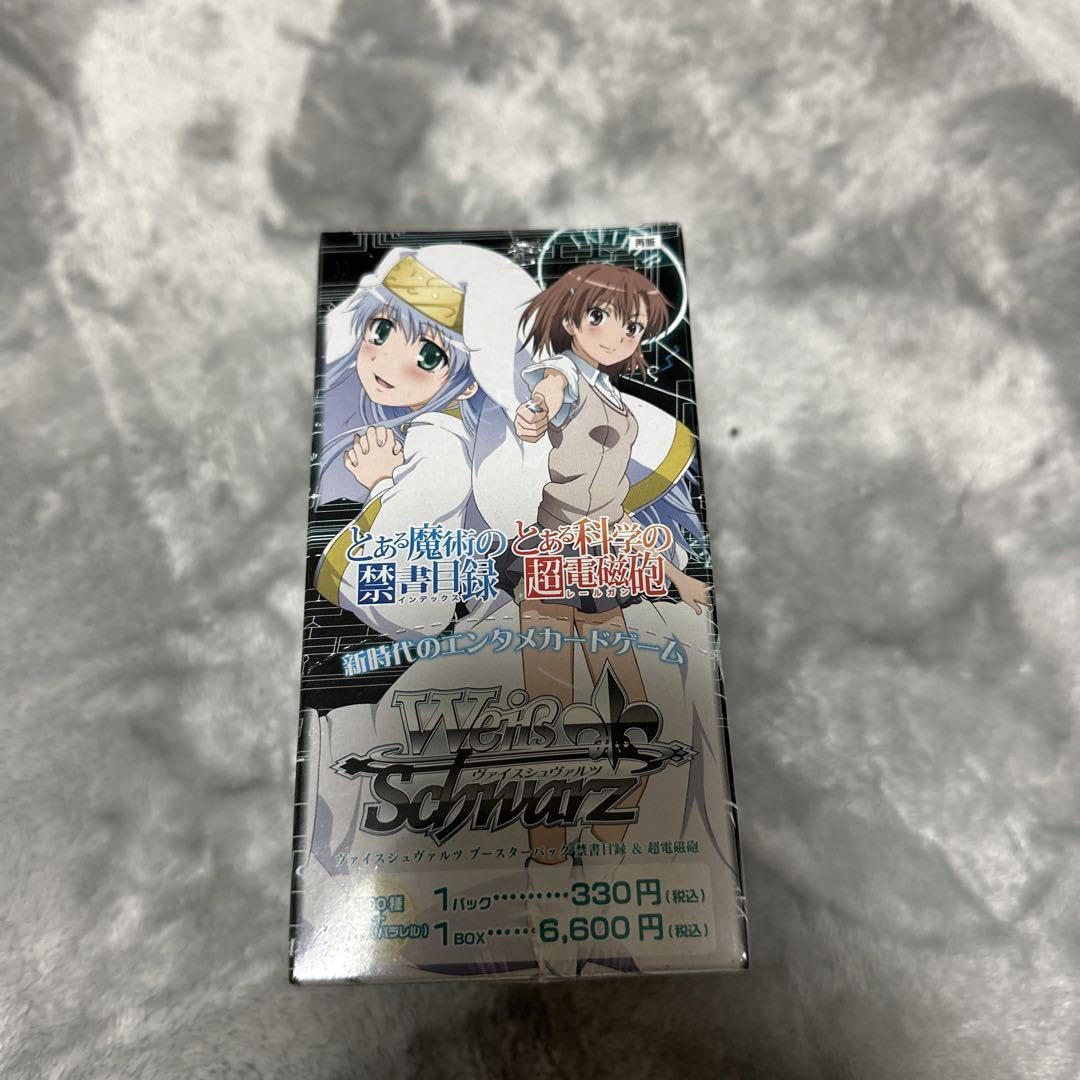 再販
とある魔術の
禁書目録
インデックス
とある科学の
超電磁砲
レールガン
新時代のエンタメカードゲーム
Weiß
Schwarz
ヴァイスシュヴァルツ
ヴァイスシュヴァルツ ブースターパック 禁書目録 & 超電磁砲
1パック………330円(税込)
1BOX……6,600円(税込)
種
パラレル)